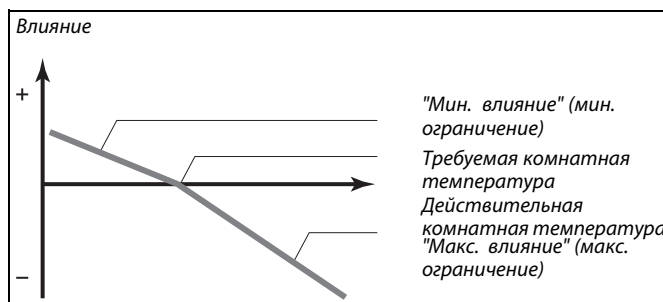 Влияние
+
"Мин. влияние" (мин.
ограничение)
Требуемая комнатная
температура
Действительная
комнатная температура
"Макс. влияние" (макс.
ограничение)
−